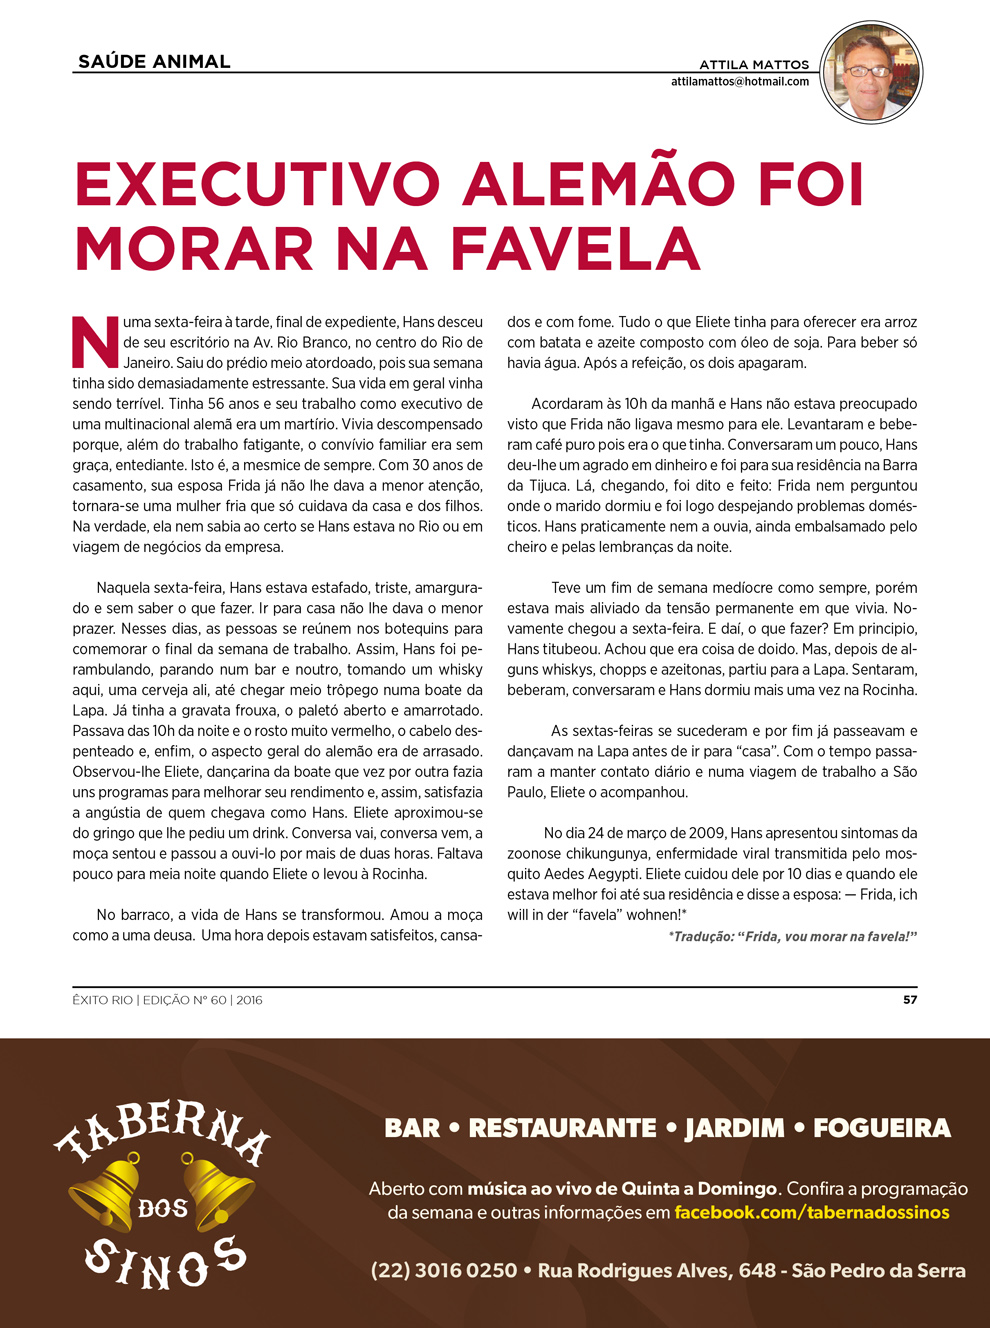 SAÚDE ANIMAL
ATTILA MATTOS
attilamattos@hotmail.com
EXECUTIVO ALEMÃO FOI
MORAR NA FAVELA
Numa sexta-feira à tarde, final de expediente, Hans desceu
de seu escritório na Av. Rio Branco, no centro do Rio de
Janeiro. Saiu do prédio meio atordoado, pois sua semana
tinha sido demasiadamente estressante. Sua vida em geral vinha
sendo terrível. Tinha 56 anos e seu trabalho como executivo de
uma multinacional alemã era um martírio. Vivia descompensado
porque, além do trabalho fatigante, o convívio familiar era sem
graça, entediante. Isto é, a mesmice de sempre. Com 30 anos de
casamento, sua esposa Frida já não lhe dava a menor atenção,
tornara-se uma mulher fria que só cuidava da casa e dos filhos.
Na verdade, ela nem sabia ao certo se Hans estava no Rio ou em
viagem de negócios da empresa.
Naquela sexta-feira, Hans estava estafado, triste, amargura-
do e sem saber o que fazer. Ir para casa não lhe dava o menor
prazer. Nesses dias, as pessoas se reúnem nos botequins para
comemorar o final da semana de trabalho. Assim, Hans foi pe-
rambulando, parando num bar e noutro, tomando um whisky
aqui, uma cerveja ali, até chegar meio trôpego numa boate da
Lapa. Já tinha a gravata frouxa, o paletó aberto e amarrotado.
Passava das 10h da noite e o rosto muito vermelho, o cabelo des-
penteado e, enfim, o aspecto geral do alemão era de arrasado.
Observou-lhe Eliete, dançarina da boate que vez por outra fazia
uns programas para melhorar seu rendimento e, assim, satisfazia
a angústia de quem chegava como Hans. Eliete aproximou-se
do gringo que lhe pediu um drink. Conversa vai, conversa vem, a
moça sentou e passou a ouvi-lo por mais de duas horas. Faltava
pouco para meia noite quando Eliete o levou à Rocinha.
No barraco, a vida de Hans se transformou. Amou a moça
como a uma deusa. Uma hora depois estavam satisfeitos, cansa-
dos e com fome. Tudo o que Eliete tinha para oferecer era arroz
com batata e azeite composto com óleo de soja. Para beber só
havia água. Após a refeição, os dois apagaram.
Acordaram às 10h da manhã e Hans não estava preocupado
visto que Frida não ligava mesmo para ele. Levantaram e bebe-
ram café puro pois era o que tinha. Conversaram um pouco, Hans
deu-lhe um agrado em dinheiro e foi para sua residência na Barra
da Tijuca. Lá, chegando, foi dito e feito: Frida nem perguntou
onde o marido dormiu e foi logo despejando problemas domés-
ticos. Hans praticamente nem a ouvia, ainda embalsamado pelo
cheiro e pelas lembranças da noite.
Teve um fim de semana medíocre como sempre, porém
estava mais aliviado da tensão permanente em que vivia. No-
vamente chegou a sexta-feira. E daí, o que fazer? Em principio,
Hans titubeou. Achou que era coisa de doido. Mas, depois de al-
guns whiskys, chopps e azeitonas, partiu para a Lapa. Sentaram,
beberam, conversaram e Hans dormiu mais uma vez na Rocinha.
As sextas-feiras se sucederam e por fim já passeavam e
dançavam na Lapa antes de ir para “casa”. Com o tempo passa-
ram a manter contato diário e numa viagem de trabalho a São
Paulo, Eliete o acompanhou.
No dia 24 de março de 2009, Hans apresentou sintomas da
zoonose chikungunya, enfermidade viral transmitida pelo mos-
quito Aedes Aegypti. Eliete cuidou dele por 10 dias e quando ele
estava melhor foi até sua residência e disse a esposa: — Frida, ich
will in der “favela” wohnen!*
*Tradução: “Frida, vou morar na favela!”
ÊXITO RIO | EDIÇÃO N° 60 | 2016
57
TABERNA
DOS
SINOS
BAR • RESTAURANTE • JARDIM • FOGUEIRA
Aberto com música ao vivo de Quinta a Domingo. Confira a programação
da semana e outras informações em facebook.com/tabernadossinos
(22) 3016 0250 • Rua Rodrigues Alves, 648 - São Pedro da Serra